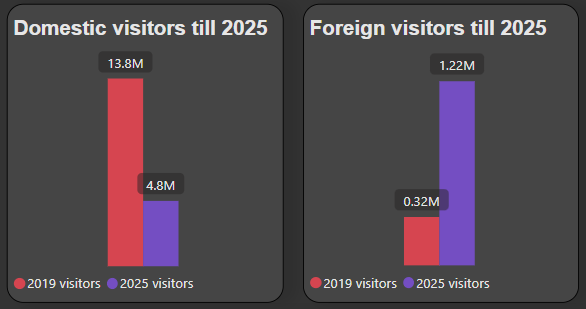 Domestic visitors till 2025
13.8M
4.8M
2019 visitors 2025 visitors
Foreign visitors till 2025
1.22M
0.32M
2019 visitors 2025 visitors